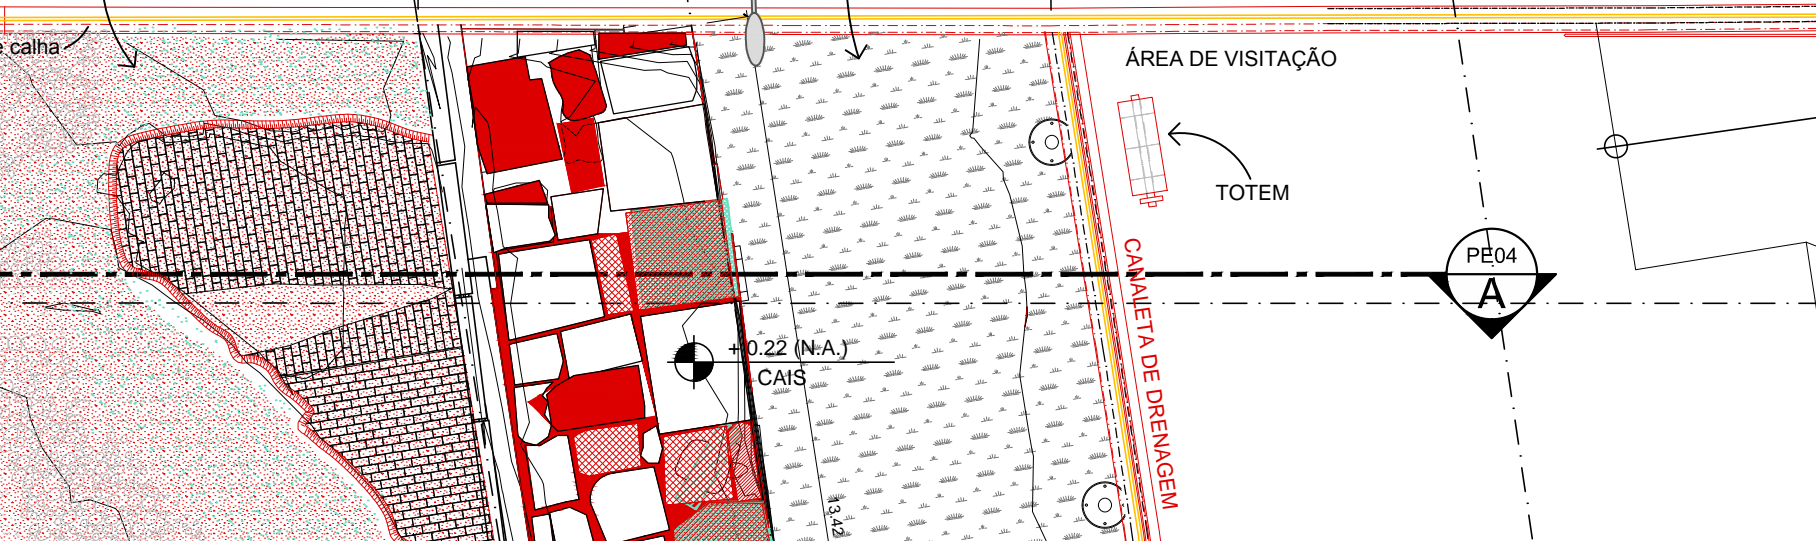 e calha
ÁREA DE VISITAÇÃO
TOTEM
CANALETA DE DRENAGEM
PE04
A
+ 0.22 (N.A.)
CAIS
13.42